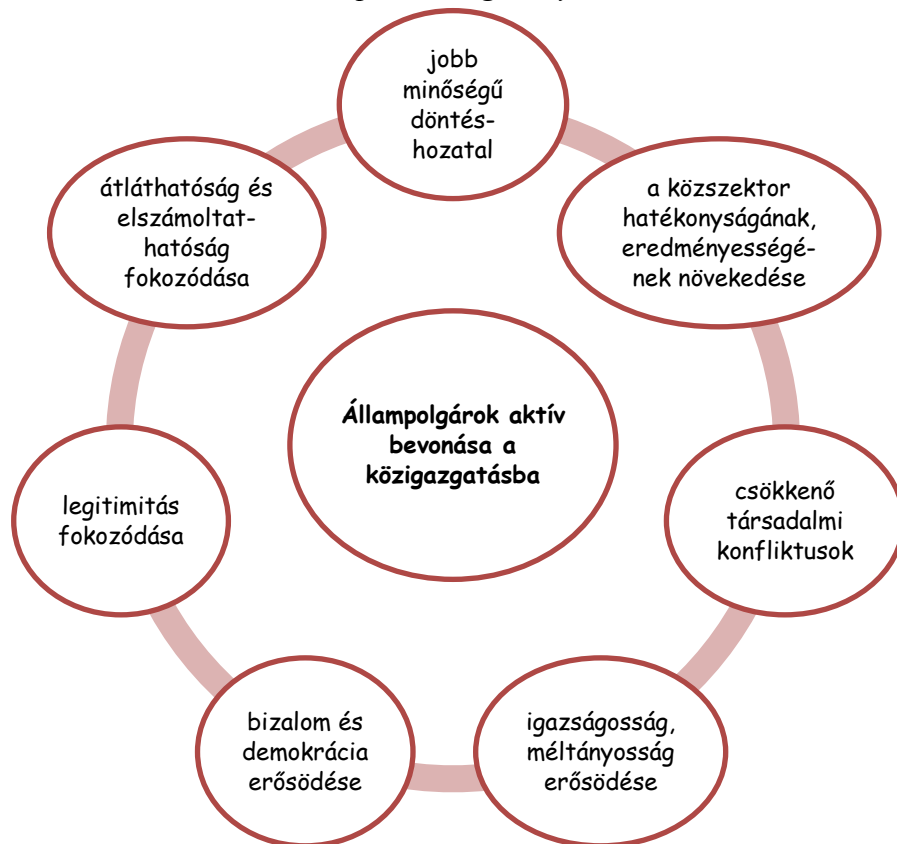 jobb
minőségű
döntés-
hozatal
a közszektor
hatékonyságának,
eredményességé-
nek növekedése
csökkenő
társadalmi
konfliktusok
igazságosság,
méltányosság
erősödése
bizalom és
demokrácia
erősödése
legitimitás
fokozódása
átláthatóság és
elszámoltat-
hatóság
fokozódása
Állampolgárok aktív
bevonása a
közigazgatásba